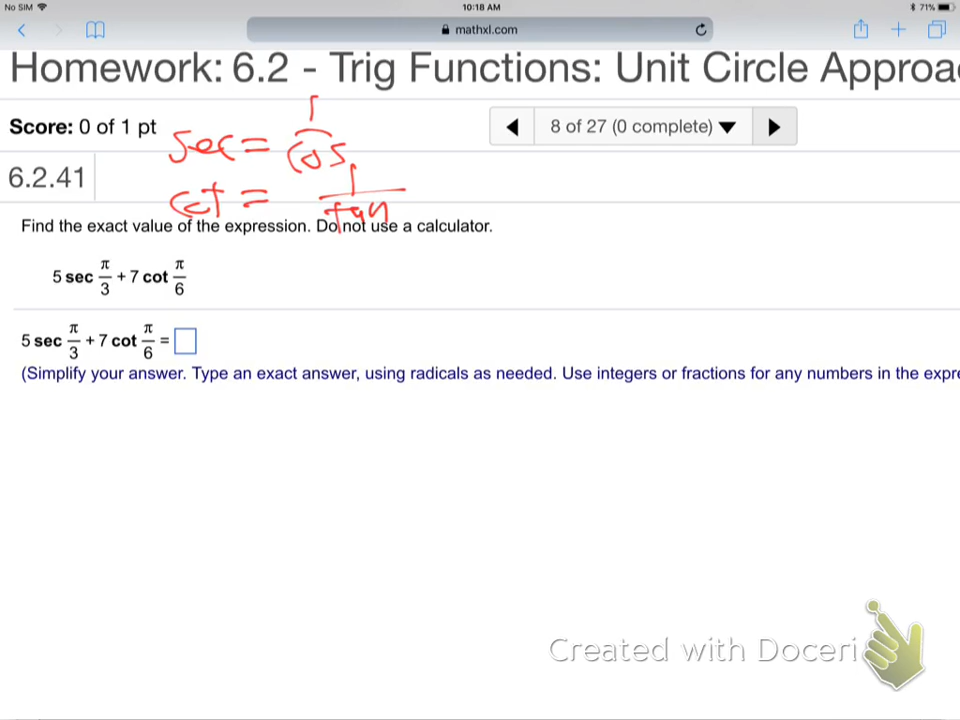 No SIM 10:18 AM 71%
mathxl.com
Homework: 6.2 - Trig Functions: Unit Circle Approa
Score: 0 of 1 pt
8 of 27 (0 complete)
sec = 1/cos
6.2.41
cot = 1/tan
Find the exact value of the expression. Do not use a calculator.
5 sec π/3 + 7 cot π/6
5 sec π/3 + 7 cot π/6 =
(Simplify your answer. Type an exact answer, using radicals as needed. Use integers or fractions for any numbers in the expre
Created with Doceri